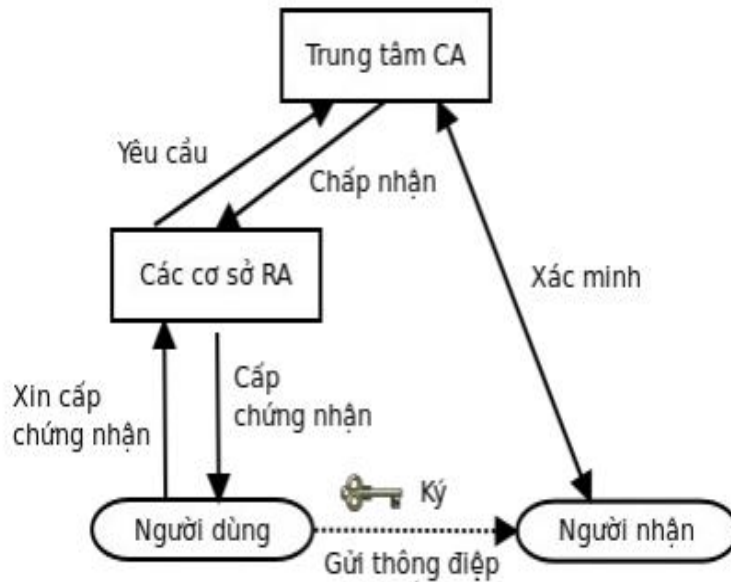 Trung tâm CA
Yêu cầu
Chấp nhận
Các cơ sở RA
Xác minh
Xin cấp
chứng nhận
Cấp
chứng nhận
Ký
Người dùng
Người nhận
Gửi thông điệp